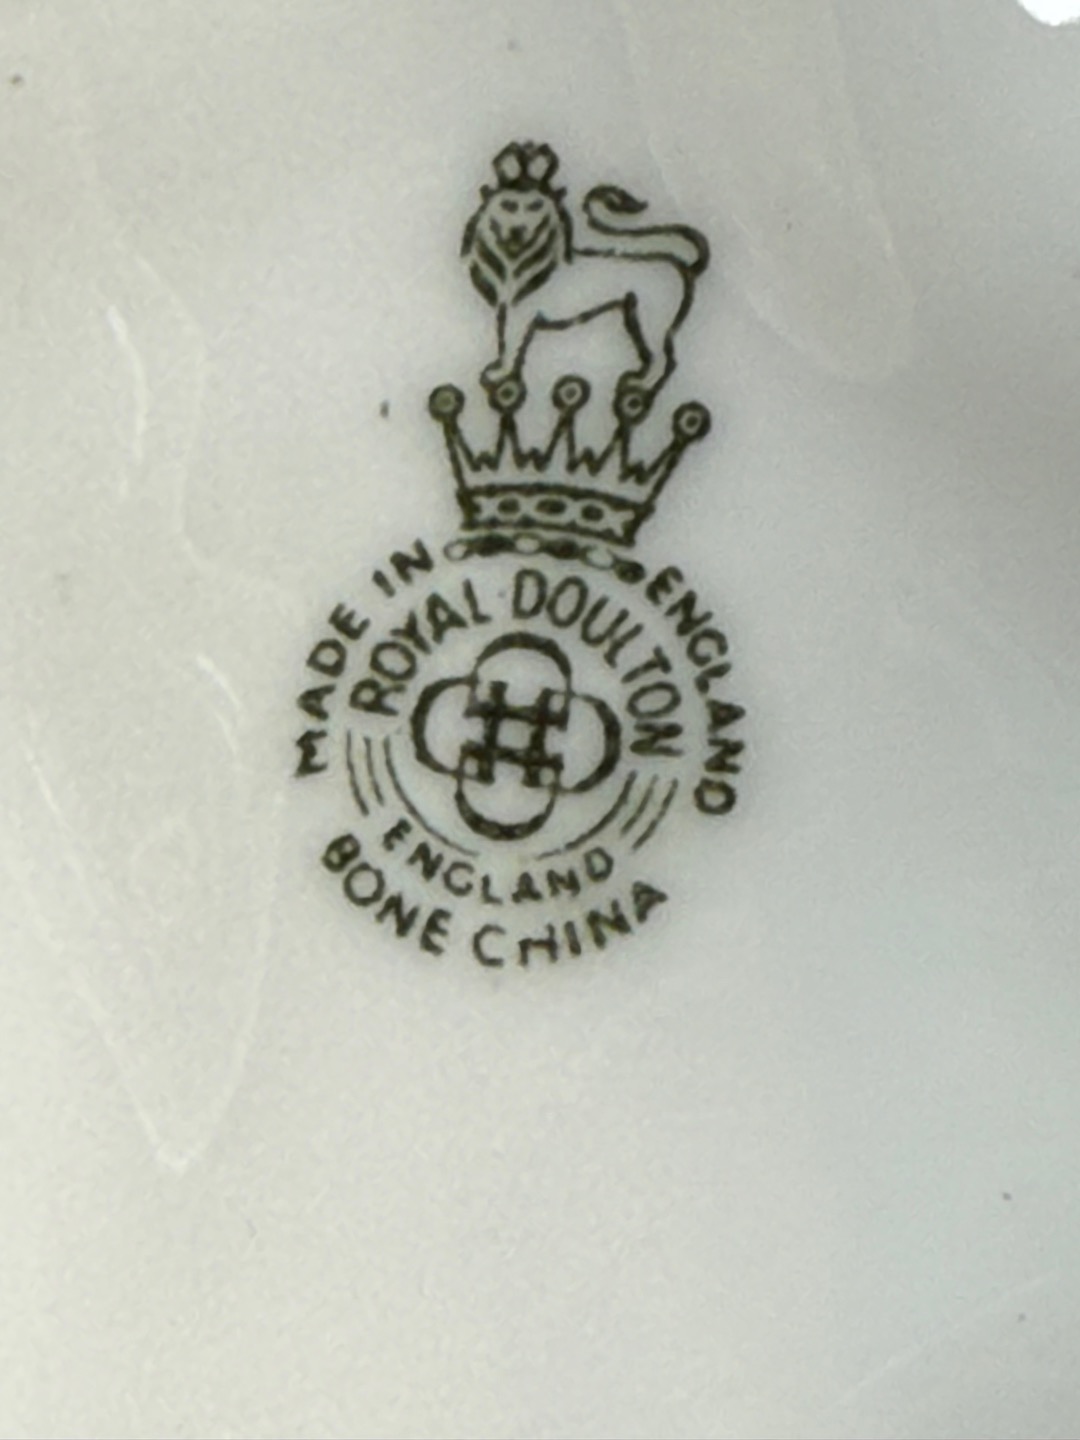 MADE IN ENGLAND
ROYAL DOULTON
ENGLAND
BONE CHINA